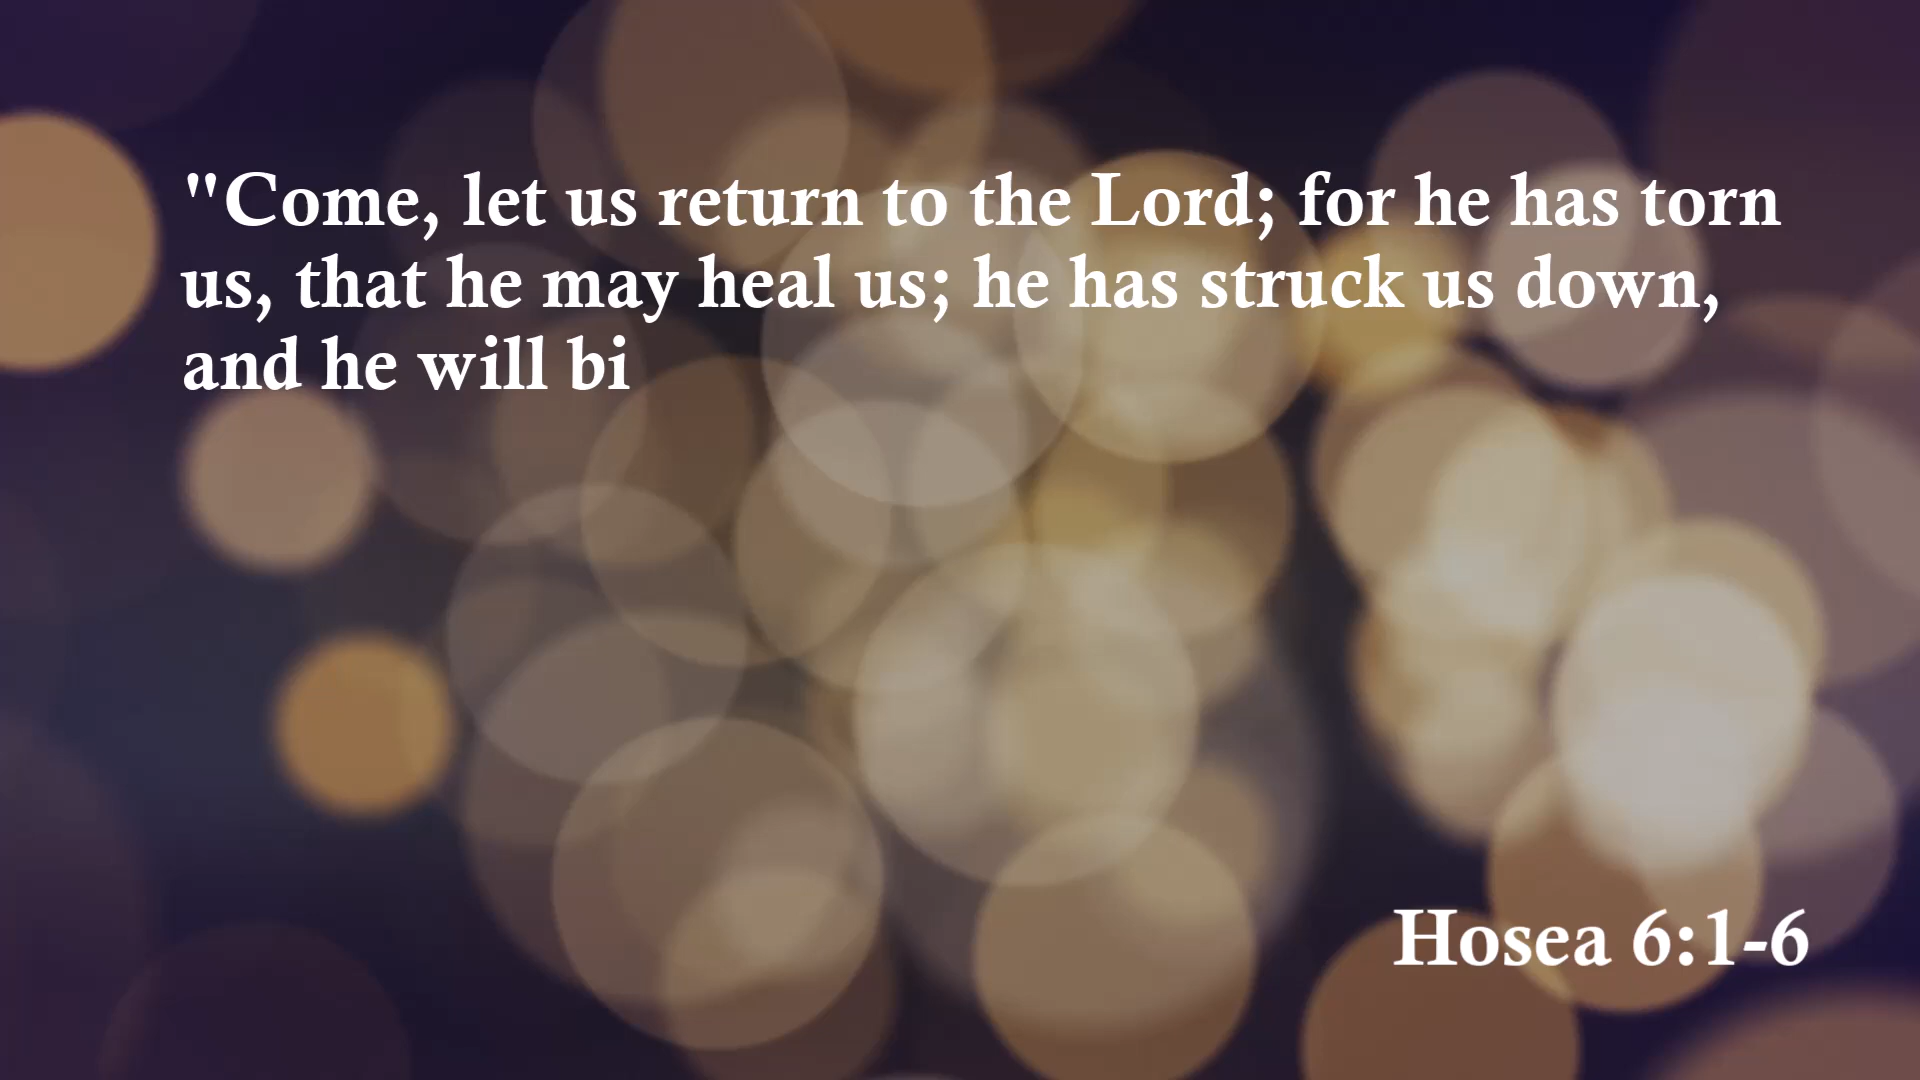 "Come, let us return to the Lord; for he has torn
us, that he may heal us; he has struck us down,
and he will bi
Hosea 6:1-6